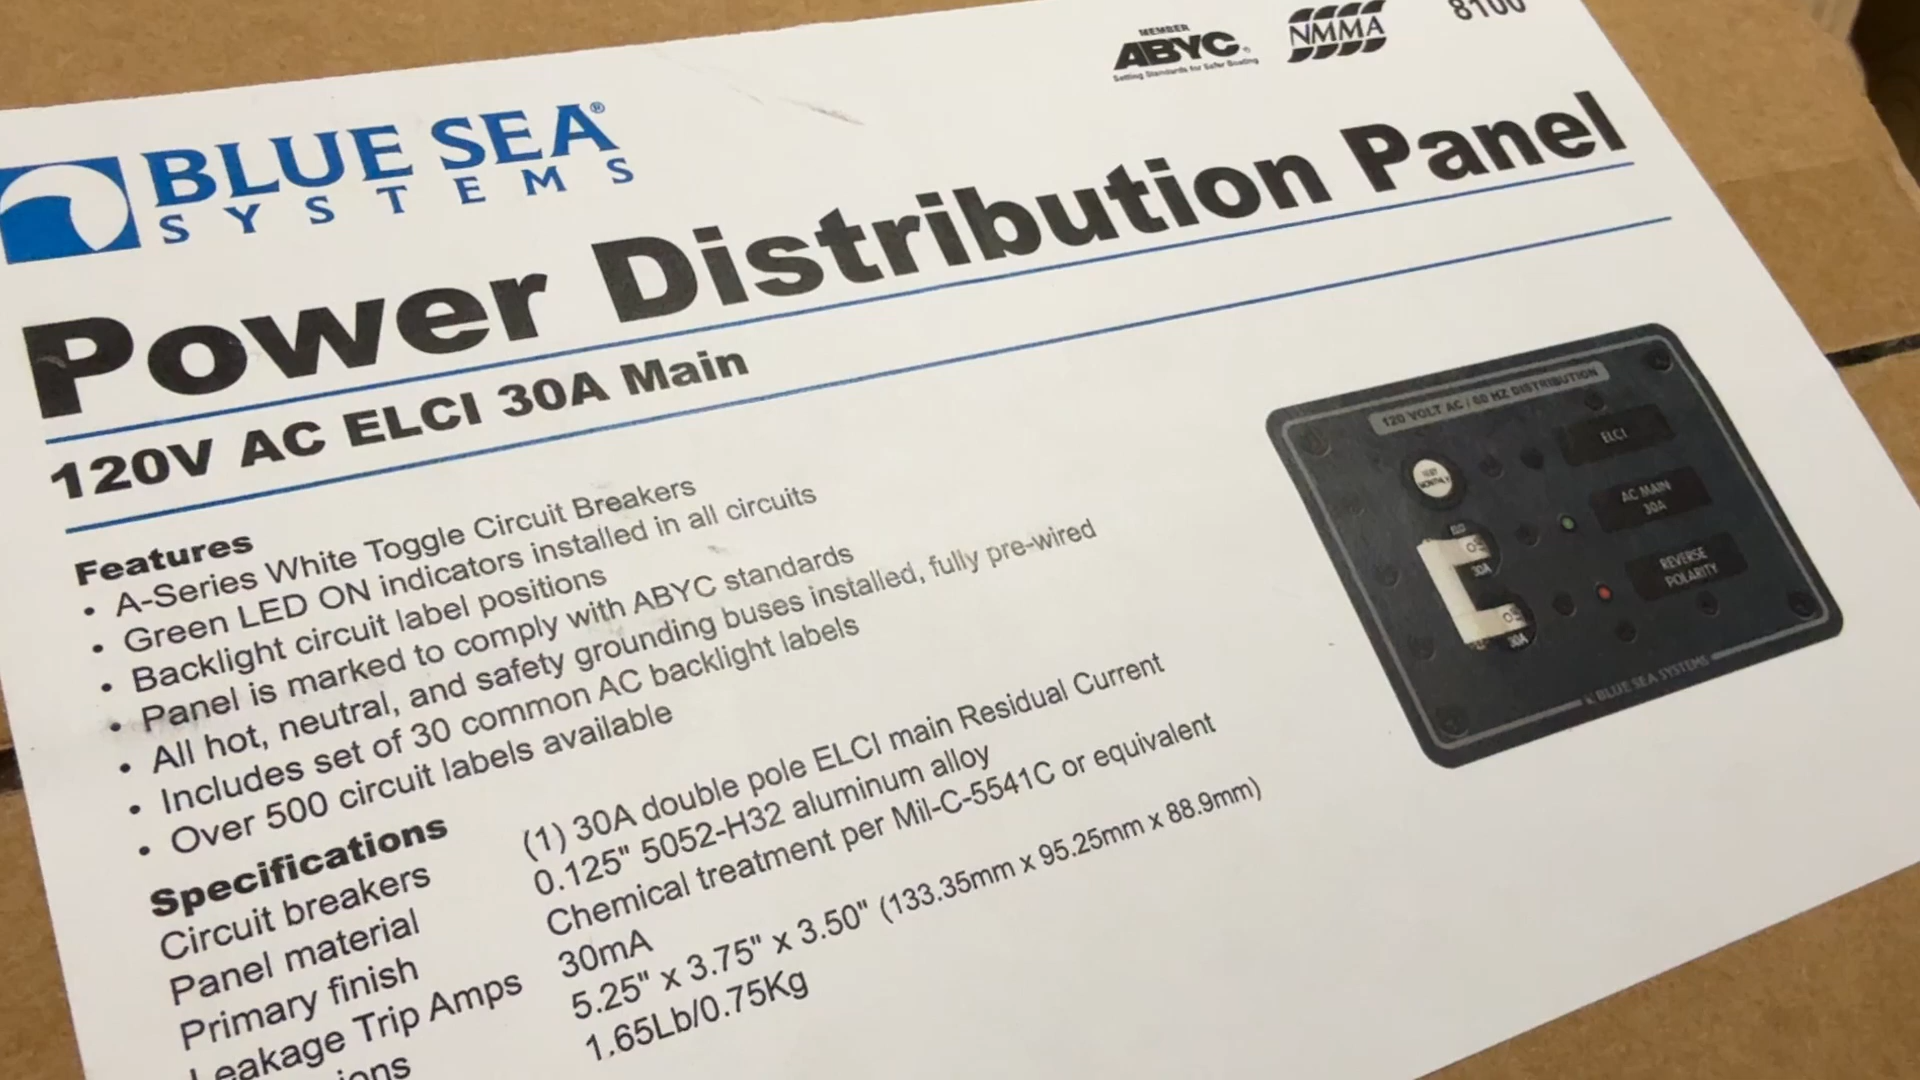 MEMBER
ABYC
Setting Standards for Safer Boating
NMMA
8100
BLUE SEA®
SYSTEMS
Power Distribution Panel
120V AC ELCI 30A Main
Features
• A-Series White Toggle Circuit Breakers
• Green LED ON indicators installed in all circuits
• Backlight circuit label positions
• Panel is marked to comply with ABYC standards
• All hot, neutral, and safety grounding buses installed, fully pre-wired
• Includes set of 30 common AC backlight labels
• Over 500 circuit labels available
Specifications
Circuit breakers (1) 30A double pole ELCI main Residual Current
Panel material 0.125" 5052-H32 aluminum alloy
Primary finish Chemical treatment per Mil-C-5541C or equivalent
Leakage Trip Amps 30mA
5.25" x 3.75" x 3.50" (133.35mm x 95.25mm x 88.9mm)
1.65Lb/0.75Kg
120 VOLT AC / 60 HZ DISTRIBUTION
ELCI
TEST
MONTHLY
AC MAIN
30A
30A
REVERSE
POLARITY
30A
BLUE SEA SYSTEMS